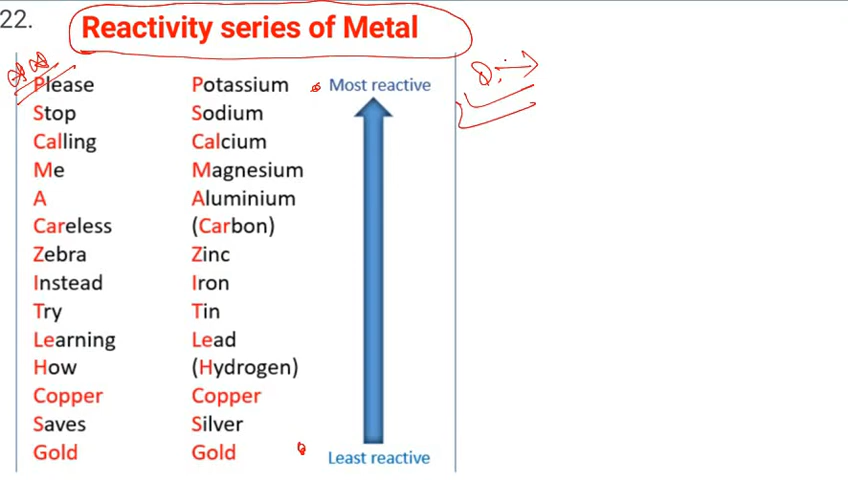 22.
Reactivity series of Metal
Please Potassium Most reactive
Stop Sodium
Calling Calcium
Me Magnesium
A Aluminium
Careless (Carbon)
Zebra Zinc
Instead Iron
Try Tin
Learning Lead
How (Hydrogen)
Copper Copper
Saves Silver
Gold Gold Least reactive